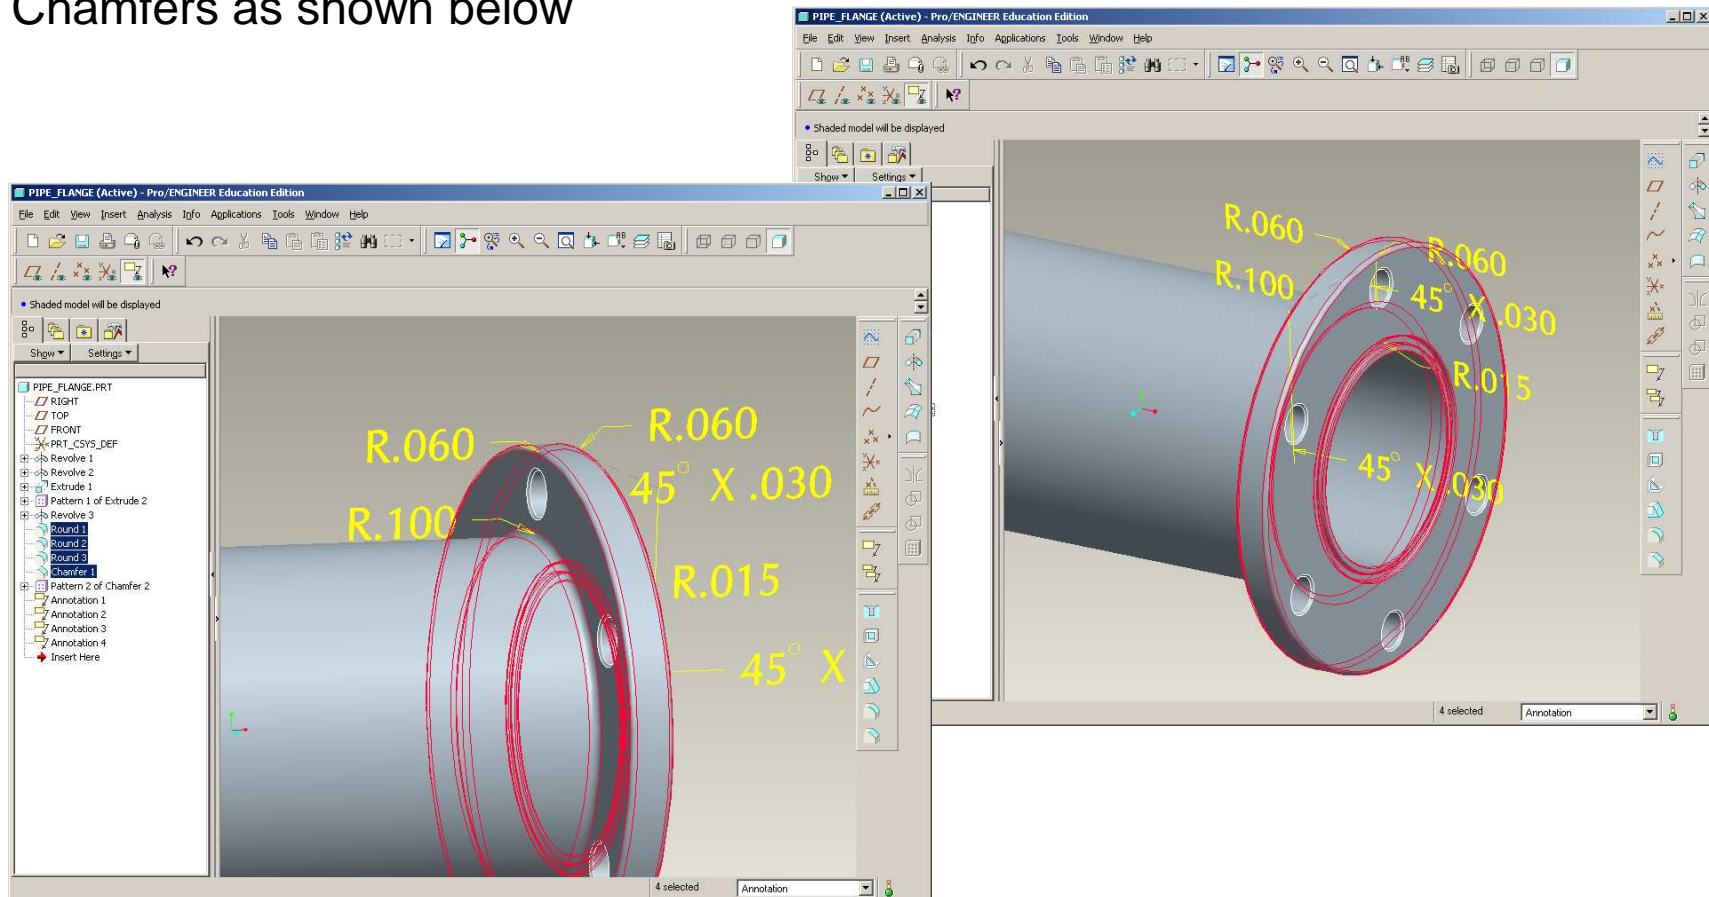 Chamfers as shown below
PIPE_FLANGE (Active) - Pro/ENGINEER Education Edition
File Edit View Insert Analysis Info Applications Tools Window Help
Shaded model will be displayed
Show Settings
R.060
R.060
R.100
45° X .030
R.015
45° X .030
4 selected Annotation
PIPE_FLANGE (Active) - Pro/ENGINEER Education Edition
File Edit View Insert Analysis Info Applications Tools Window Help
Shaded model will be displayed
Show Settings
PIPE_FLANGE.PRT
RIGHT
TOP
FRONT
PRT_CSYS_DEF
Revolve 1
Revolve 2
Extrude 1
Pattern 1 of Extrude 2
Revolve 3
Round 1
Round 2
Round 3
Chamfer 1
Pattern 2 of Chamfer 2
Annotation 1
Annotation 2
Annotation 3
Annotation 4
Insert Here
R.060
R.060
45° X .030
R.100
R.015
45° X
4 selected Annotation